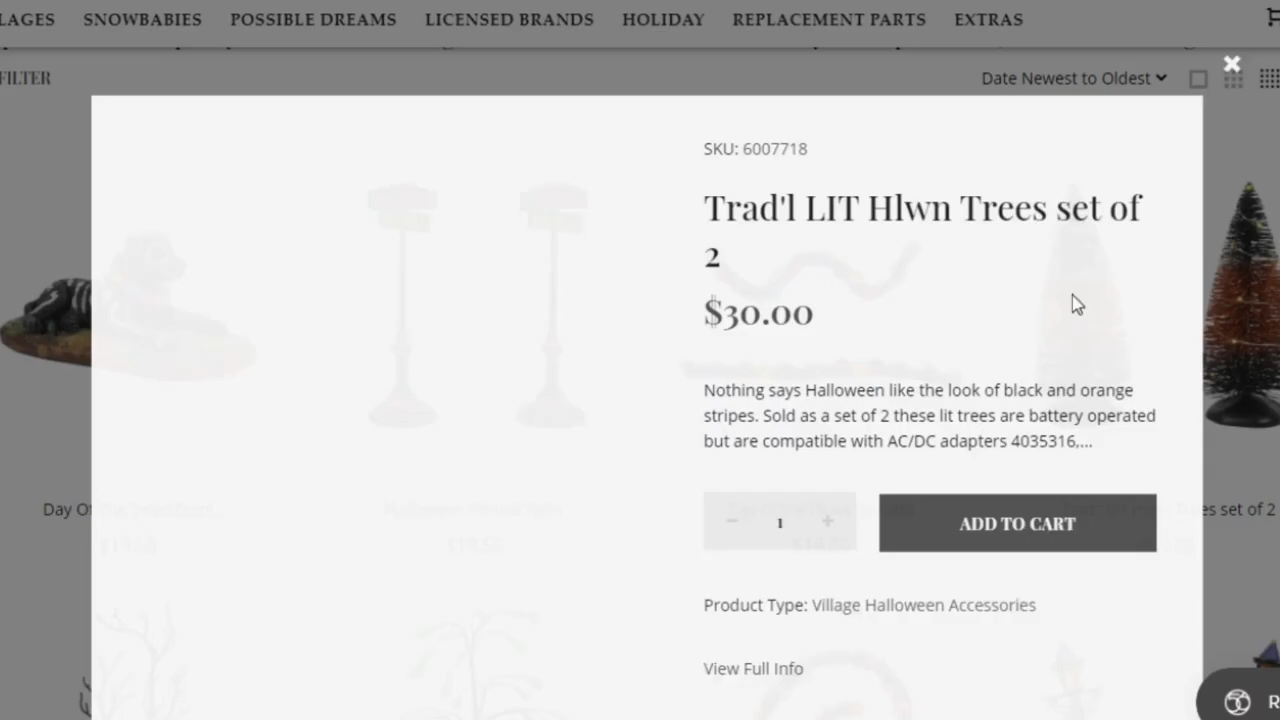 LAGES SNOWBABIES POSSIBLE DREAMS LICENSED BRANDS HOLIDAY REPLACEMENT PARTS EXTRAS
FILTER
Date Newest to Oldest
SKU: 6007718
Trad'l LIT Hlwn Trees set of
2
$30.00
Nothing says Halloween like the look of black and orange
stripes. Sold as a set of 2 these lit trees are battery operated
but are compatible with AC/DC adapters 4035316,...
− 1 +
ADD TO CART
Day Of
es set of 2
Product Type: Village Halloween Accessories
View Full Info
R